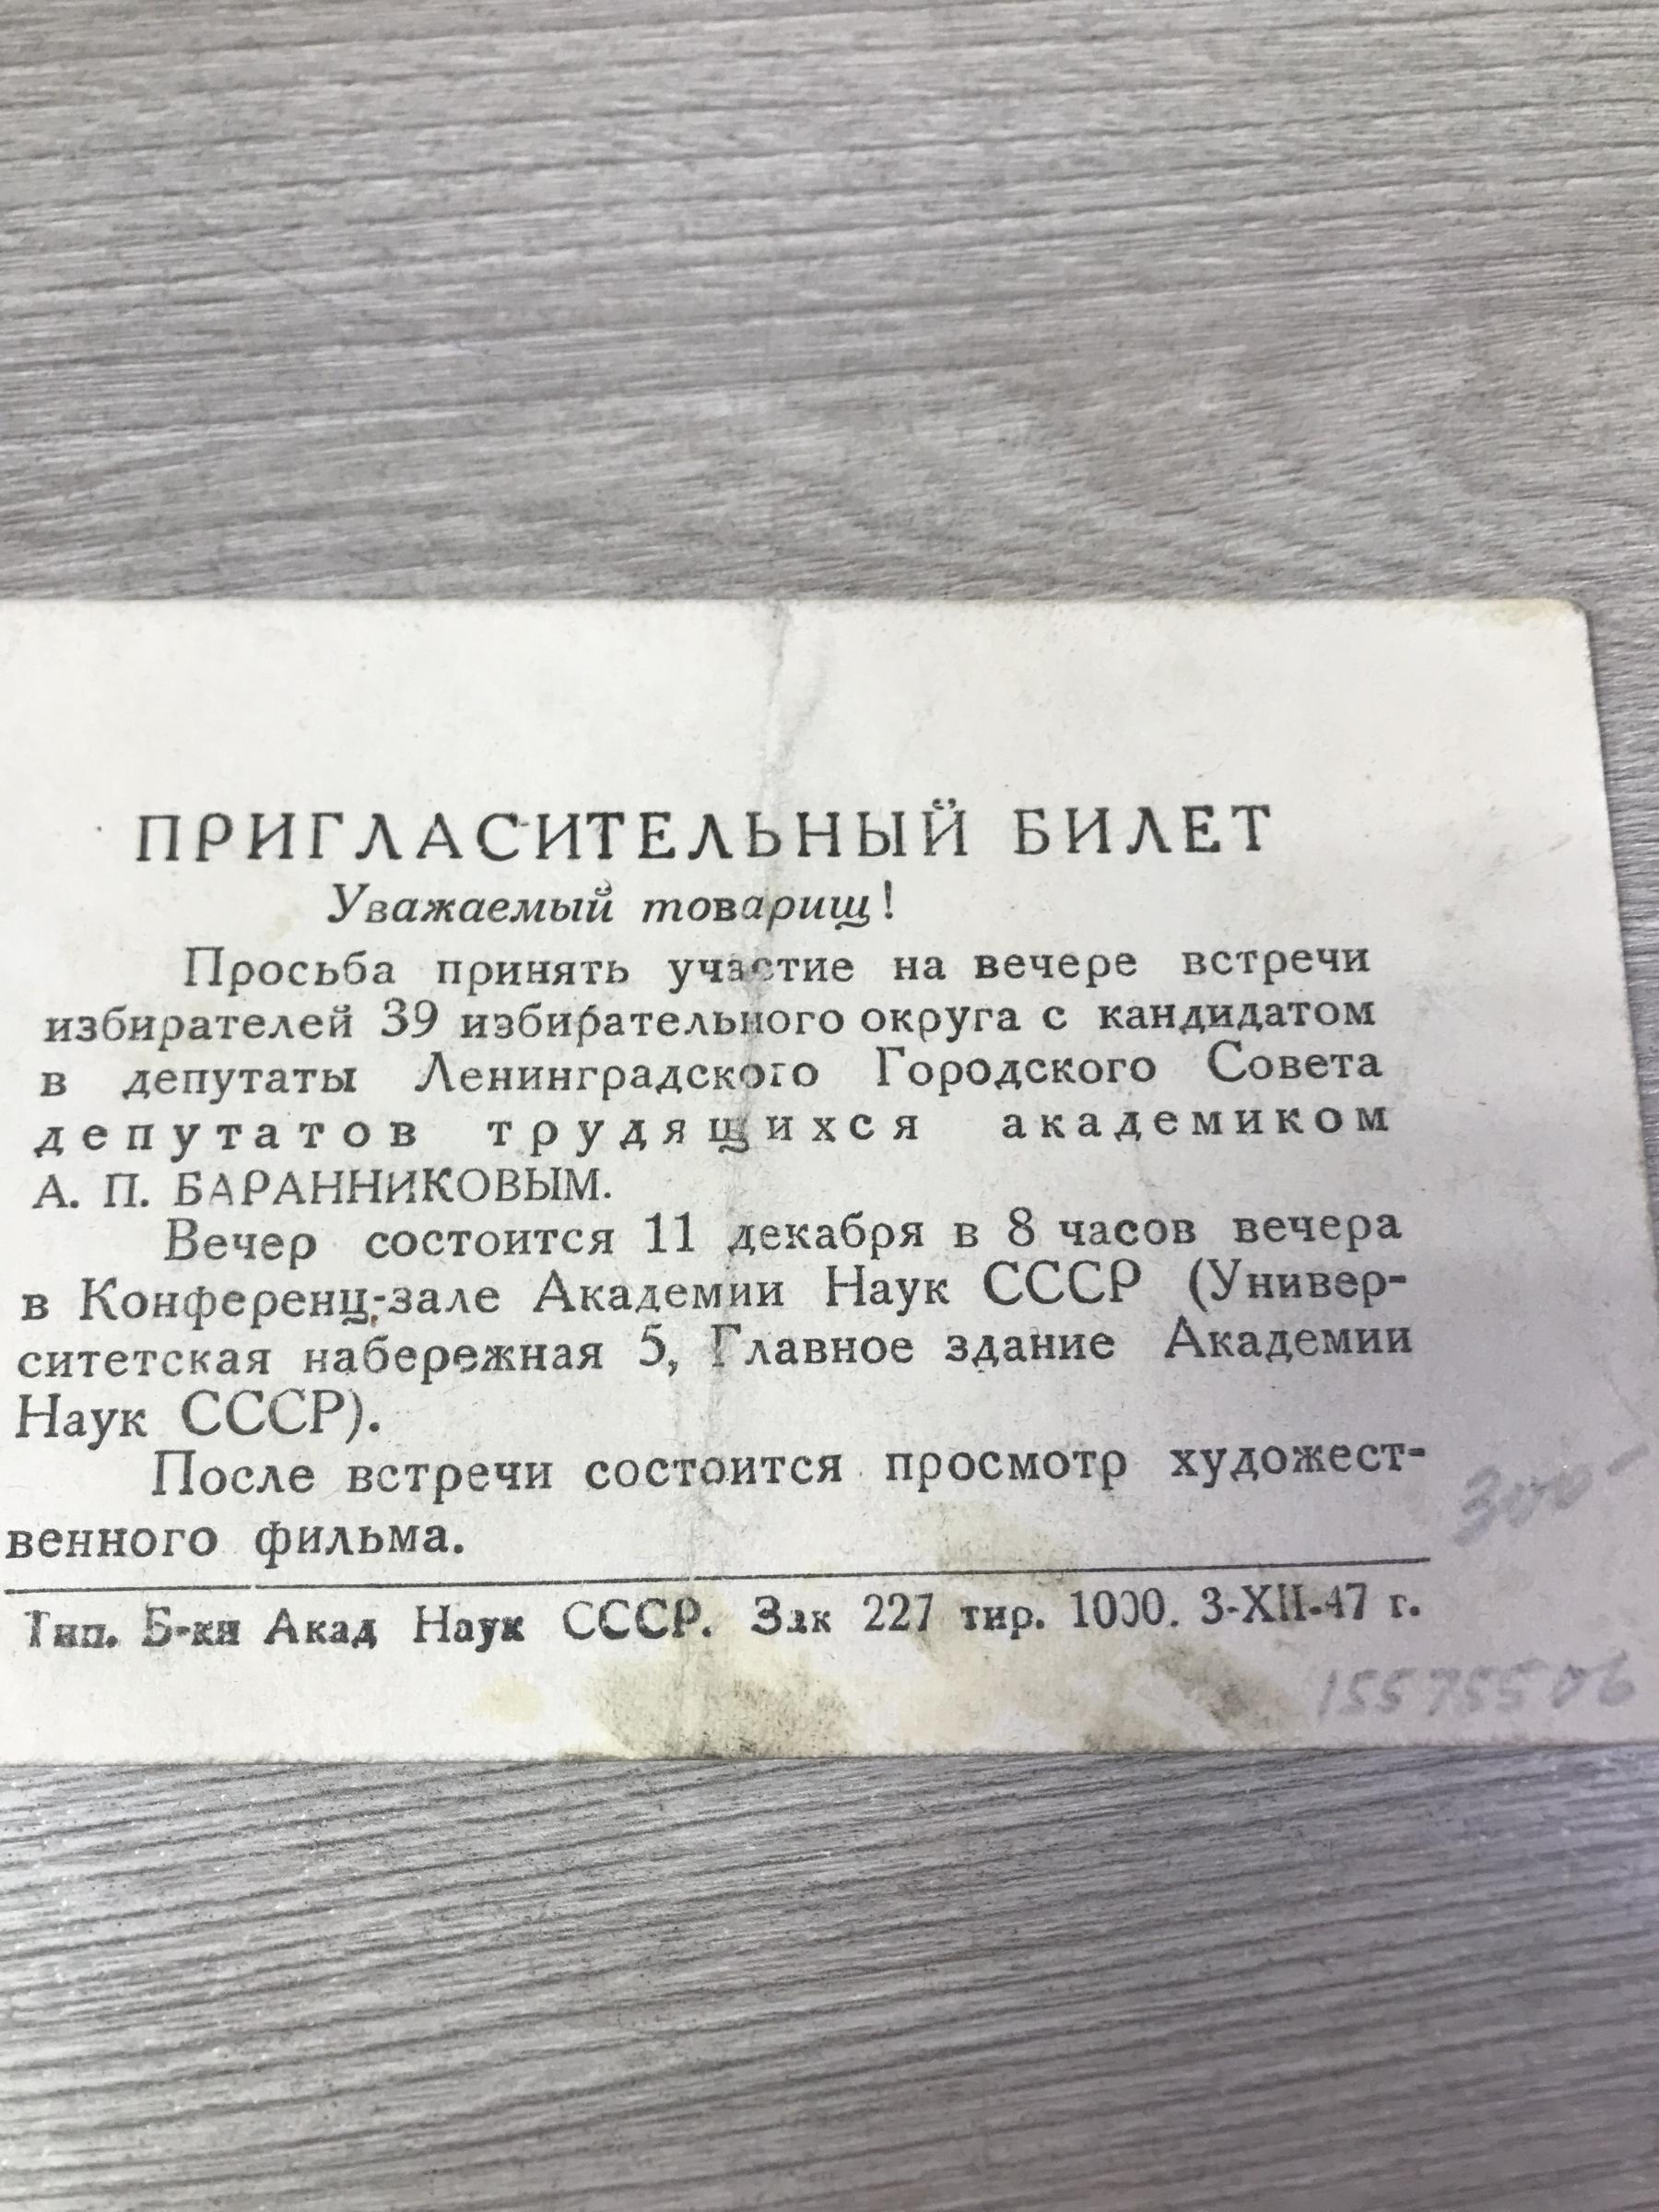 ПРИГЛАСИТЕЛЬНЫЙ БИЛЕТ
Уважаемый товарищ!
Просьба принять участие на вечере встречи
избирателей 39 избирательного округа с кандидатом
в депутаты Ленинградского Городского Совета
депутатов трудящихся академиком
А. П. БАРАННИКОВЫМ.
Вечер состоится 11 декабря в 8 часов вечера
в Конференц-зале Академии Наук СССР (Универ-
ситетская набережная 5, Главное здание Академии
Наук СССР).
После встречи состоится просмотр художест-
венного фильма.
300-
Тип. Б-ки Акад Наук СССР. Зак 227 тир. 1000. 3-XII-47 г.